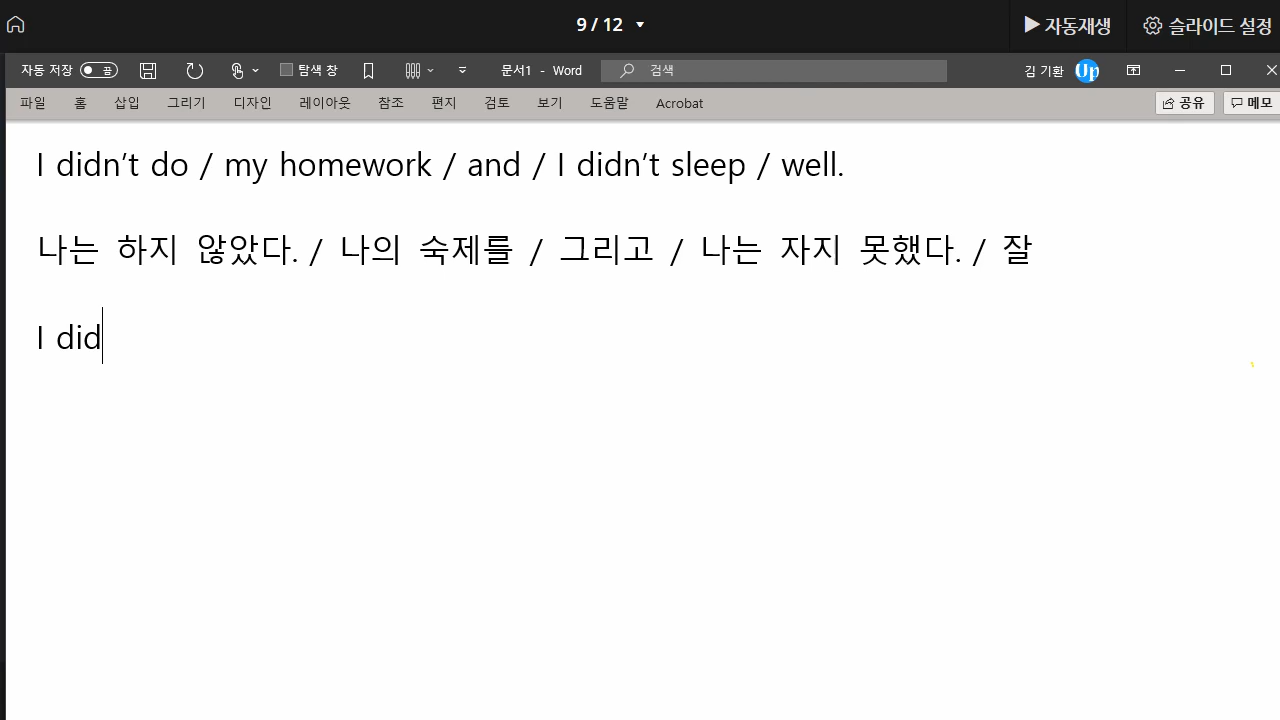 9 / 12
자동재생
슬라이드 설정
자동 저장 끔 탐색 창 문서1 - Word 검색 김 기환 Up
파일 홈 삽입 그리기 디자인 레이아웃 참조 편지 검토 보기 도움말 Acrobat 공유 메모
I didn’t do / my homework / and / I didn’t sleep / well.
나는 하지 않았다. / 나의 숙제를 / 그리고 / 나는 자지 못했다. / 잘
I did